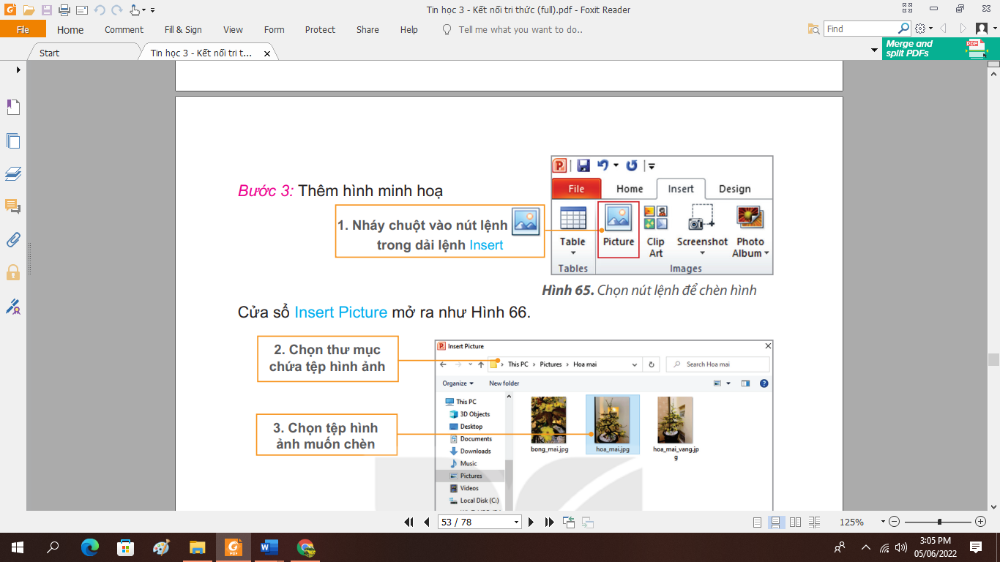 Tin học 3 - Kết nối tri thức (full).pdf - Foxit Reader
File Home Comment Fill & Sign View Form Protect Share Help Tell me what you want to do.. Find
Start Tin học 3 - Kết nối tri t... Merge and
split PDFs
PDF
Bước 3: Thêm hình minh hoạ
1. Nháy chuột vào nút lệnh
trong dải lệnh Insert
File Home Insert Design
Table Picture Clip Art Screenshot Photo Album
Tables Images
Hình 65. Chọn nút lệnh để chèn hình
Cửa sổ Insert Picture mở ra như Hình 66.
2. Chọn thư mục
chứa tệp hình ảnh
3. Chọn tệp hình
ảnh muốn chèn
Insert Picture
This PC Pictures Hoa mai Search Hoa mai
Organize New folder
This PC
3D Objects
Desktop
Documents
Downloads
Music
Pictures
Videos
Local Disk (C:)
bong_mai.jpg hoa_mai.jpg hoa_mai_vang.jp
g
53 / 78 125%
3:05 PM
05/06/2022